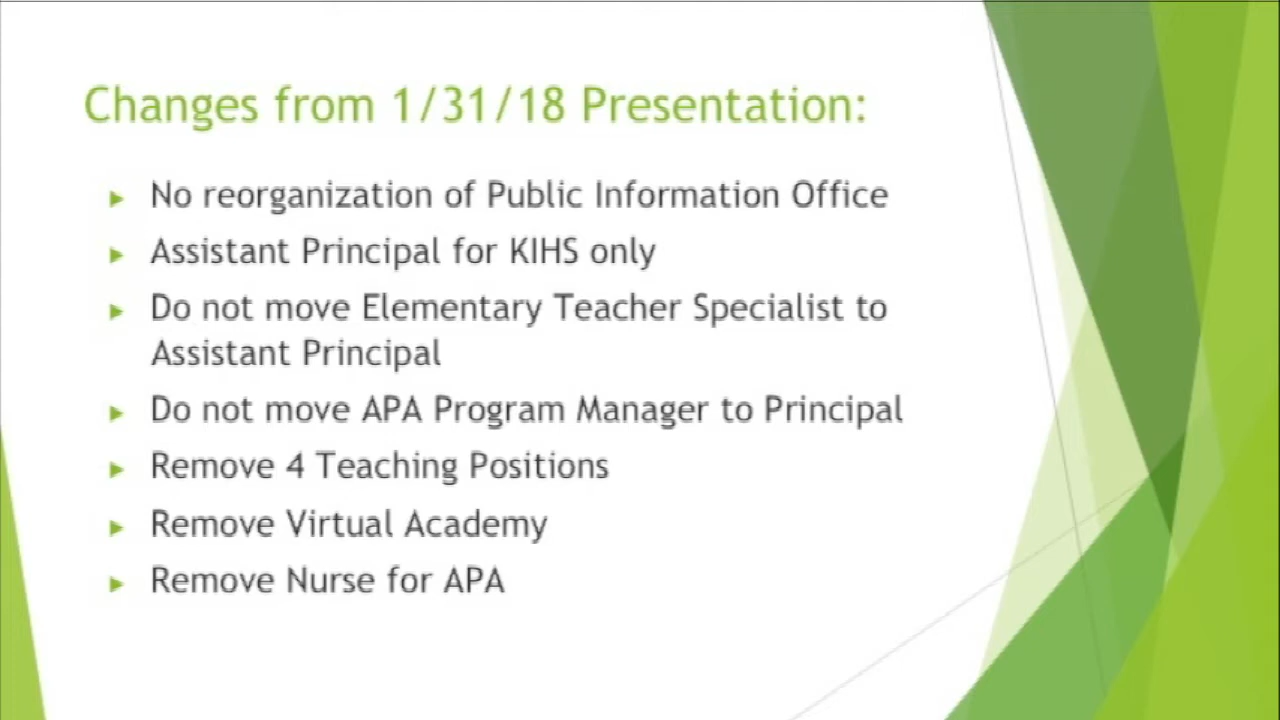 Changes from 1/31/18 Presentation:
No reorganization of Public Information Office
Assistant Principal for KIHS only
Do not move Elementary Teacher Specialist to
Assistant Principal
Do not move APA Program Manager to Principal
Remove 4 Teaching Positions
Remove Virtual Academy
Remove Nurse for APA